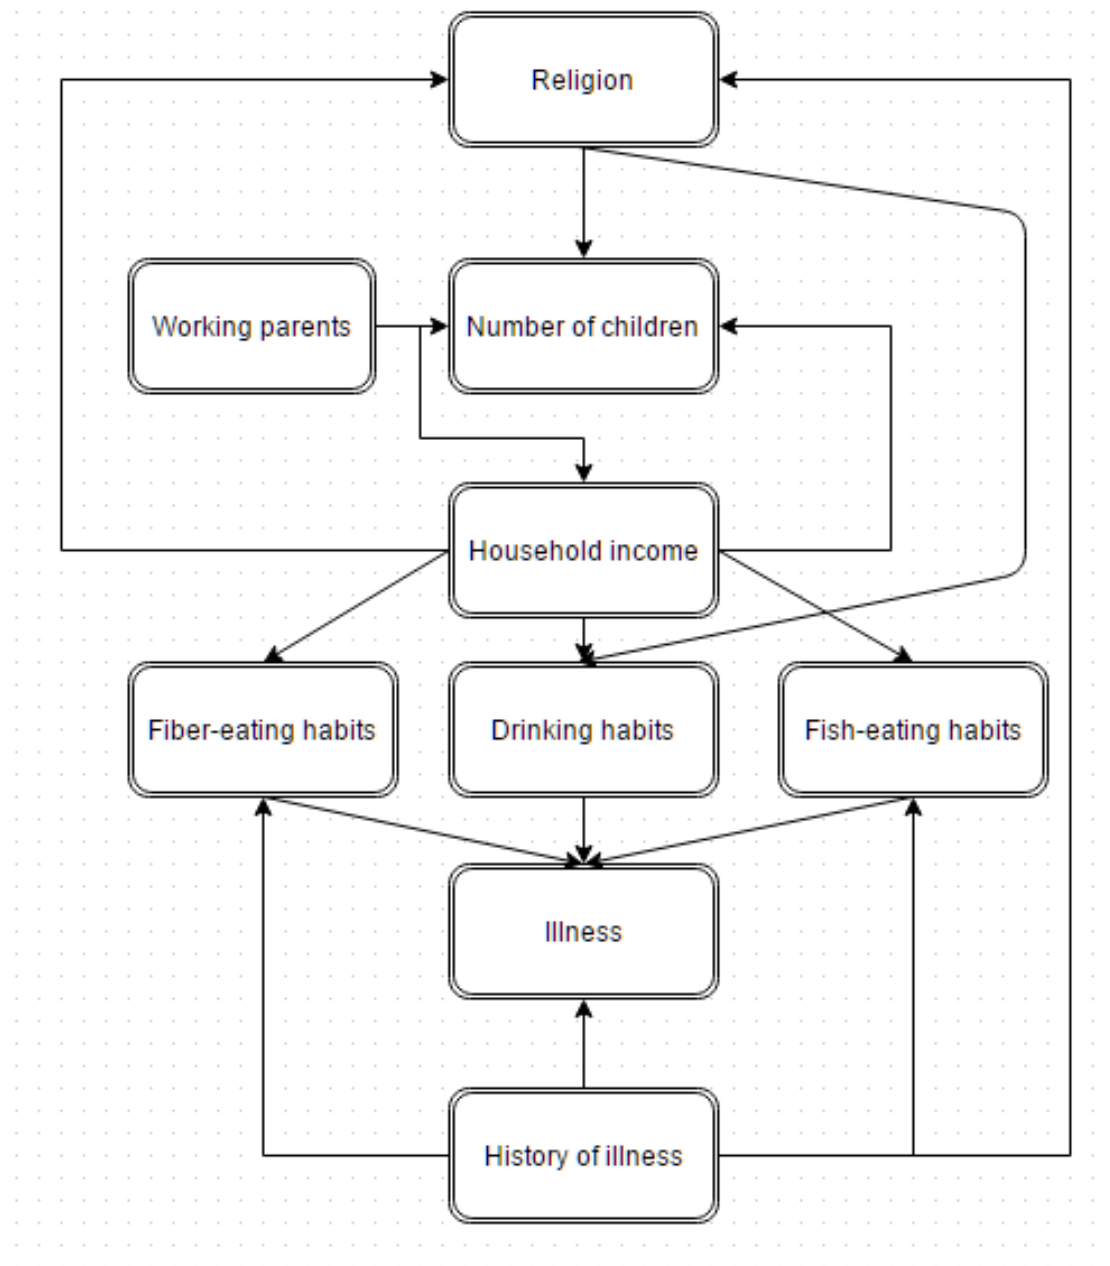 Religion
Working parents
Number of children
Household income
Fiber-eating habits
Drinking habits
Fish-eating habits
Illness
History of illness